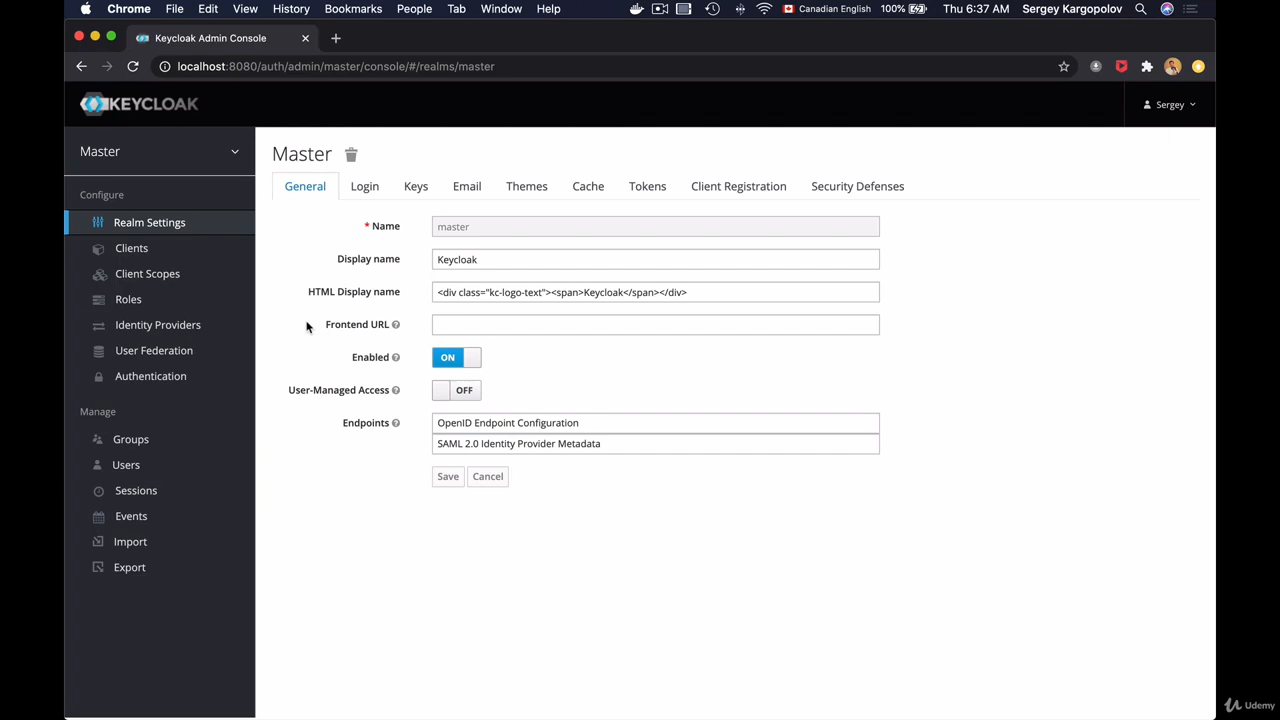 Chrome File Edit View History Bookmarks People Tab Window Help Canadian English 100% Thu 6:37 AM Sergey Kargopolov
Keycloak Admin Console
localhost:8080/auth/admin/master/console/#/realms/master
KEYCLOAK
Sergey
Master
Configure
Realm Settings
Clients
Client Scopes
Roles
Identity Providers
User Federation
Authentication
Manage
Groups
Users
Sessions
Events
Import
Export
Master
General Login Keys Email Themes Cache Tokens Client Registration Security Defenses
* Name master
Display name Keycloak
HTML Display name <div class="kc-logo-text"><span>Keycloak</span></div>
Frontend URL
Enabled ON
User-Managed Access OFF
Endpoints OpenID Endpoint Configuration
SAML 2.0 Identity Provider Metadata
Save Cancel
Udemy